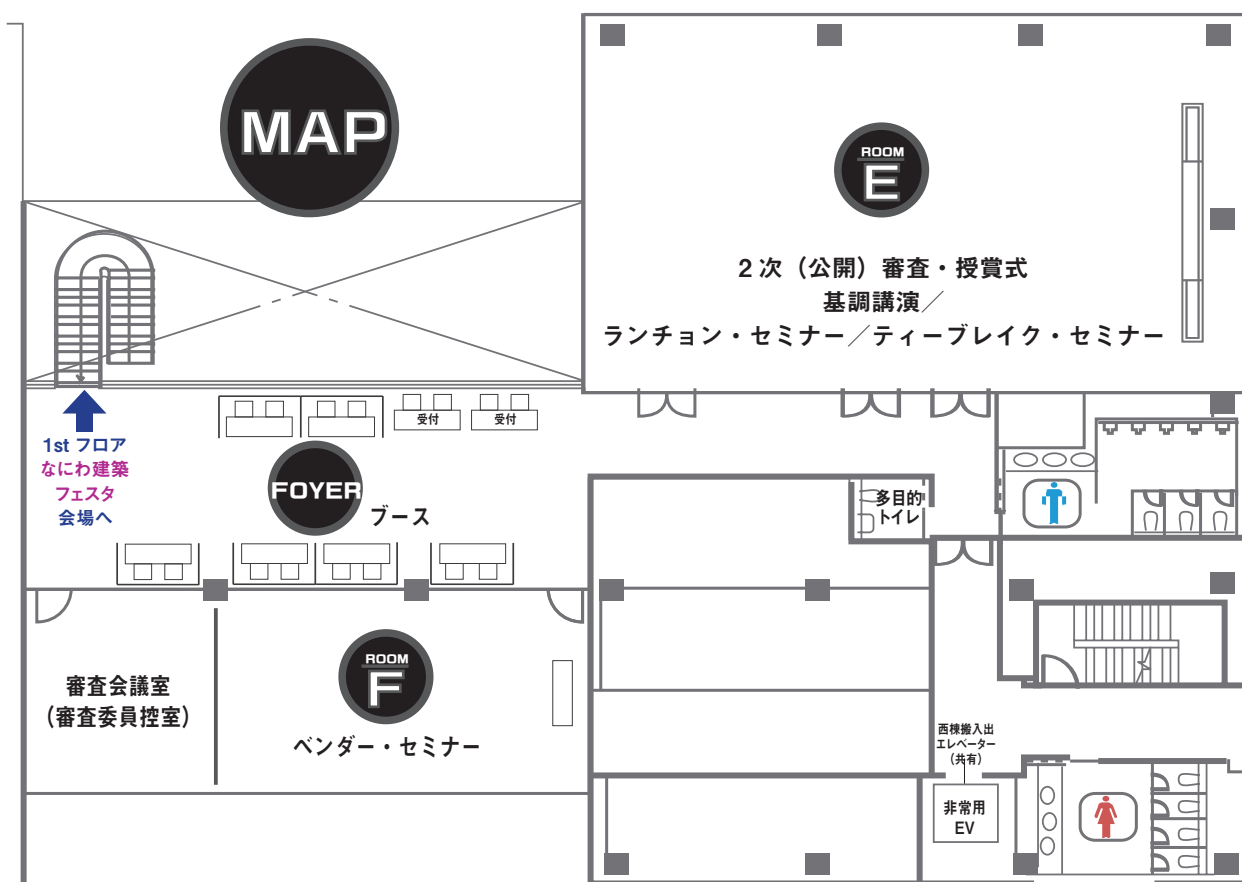 MAP
ROOM
E
2次（公開）審査・授賞式
基調講演／
ランチョン・セミナー／ティーブレイク・セミナー
受付
受付
1st フロア
なにわ建築
フェスタ
会場へ
FOYER
ブース
多目的
トイレ
ROOM
F
ベンダー・セミナー
審査会議室
（審査委員控室）
西棟搬入出
エレベーター
（共有）
非常用
EV